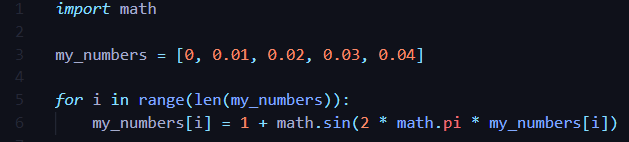 1 import math
2
3 my_numbers = [0, 0.01, 0.02, 0.03, 0.04]
4
5 for i in range(len(my_numbers)):
6     my_numbers[i] = 1 + math.sin(2 * math.pi * my_numbers[i])